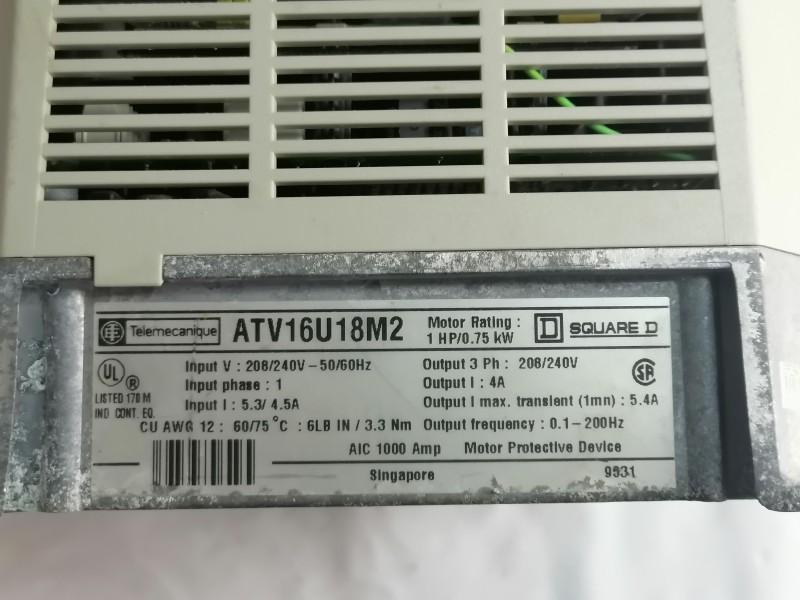 Telemecanique ATV16U18M2 Motor Rating : 1 HP/0.75 kW D SQUARE D
Input V : 208/240V - 50/60Hz Output 3 Ph : 208/240V
Input phase : 1 Output I : 4A
UL ® LISTED 170 M IND CONT. EQ. SA
Input I : 5.3/ 4.5A Output I max. transient (1mn) : 5.4A
CU AWG 12 : 60/75°C : 6LB IN / 3.3 Nm Output frequency : 0.1-200Hz
AIC 1000 Amp Motor Protective Device
Singapore 9931